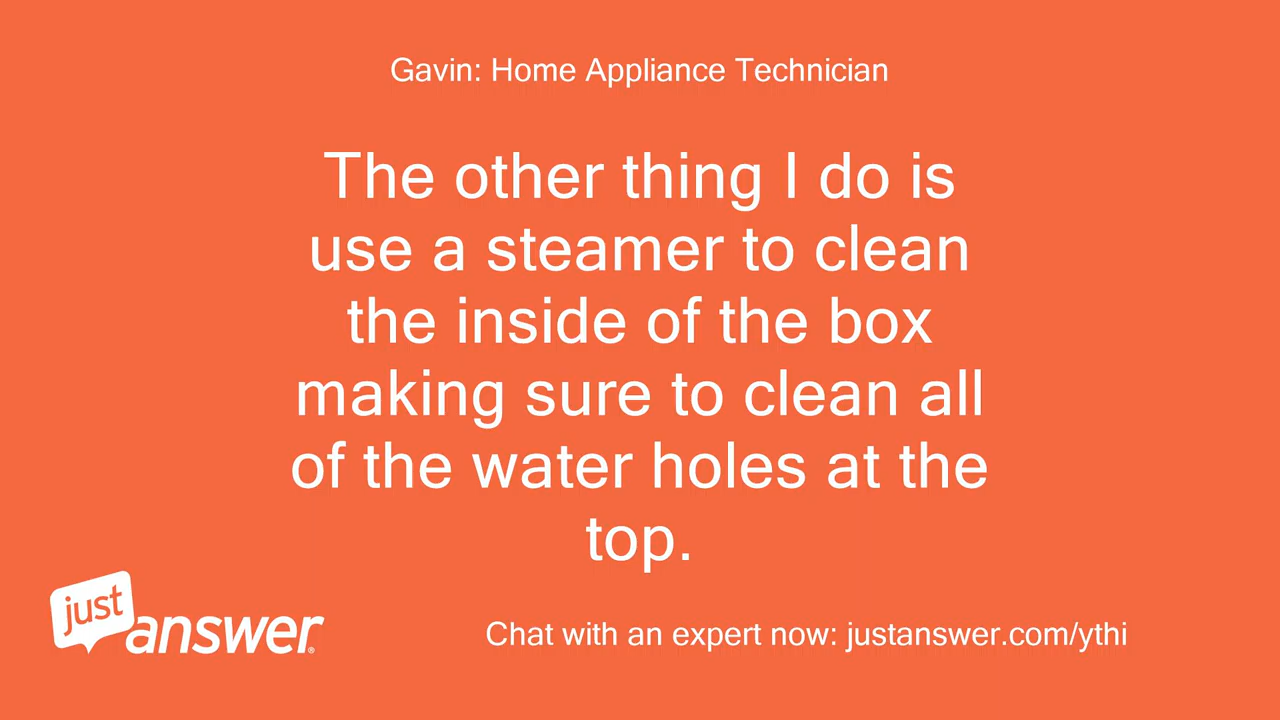 Gavin: Home Appliance Technician
The other thing I do is
use a steamer to clean
the inside of the box
making sure to clean all
of the water holes at the
top.
just
answer®
Chat with an expert now: justanswer.com/ythi